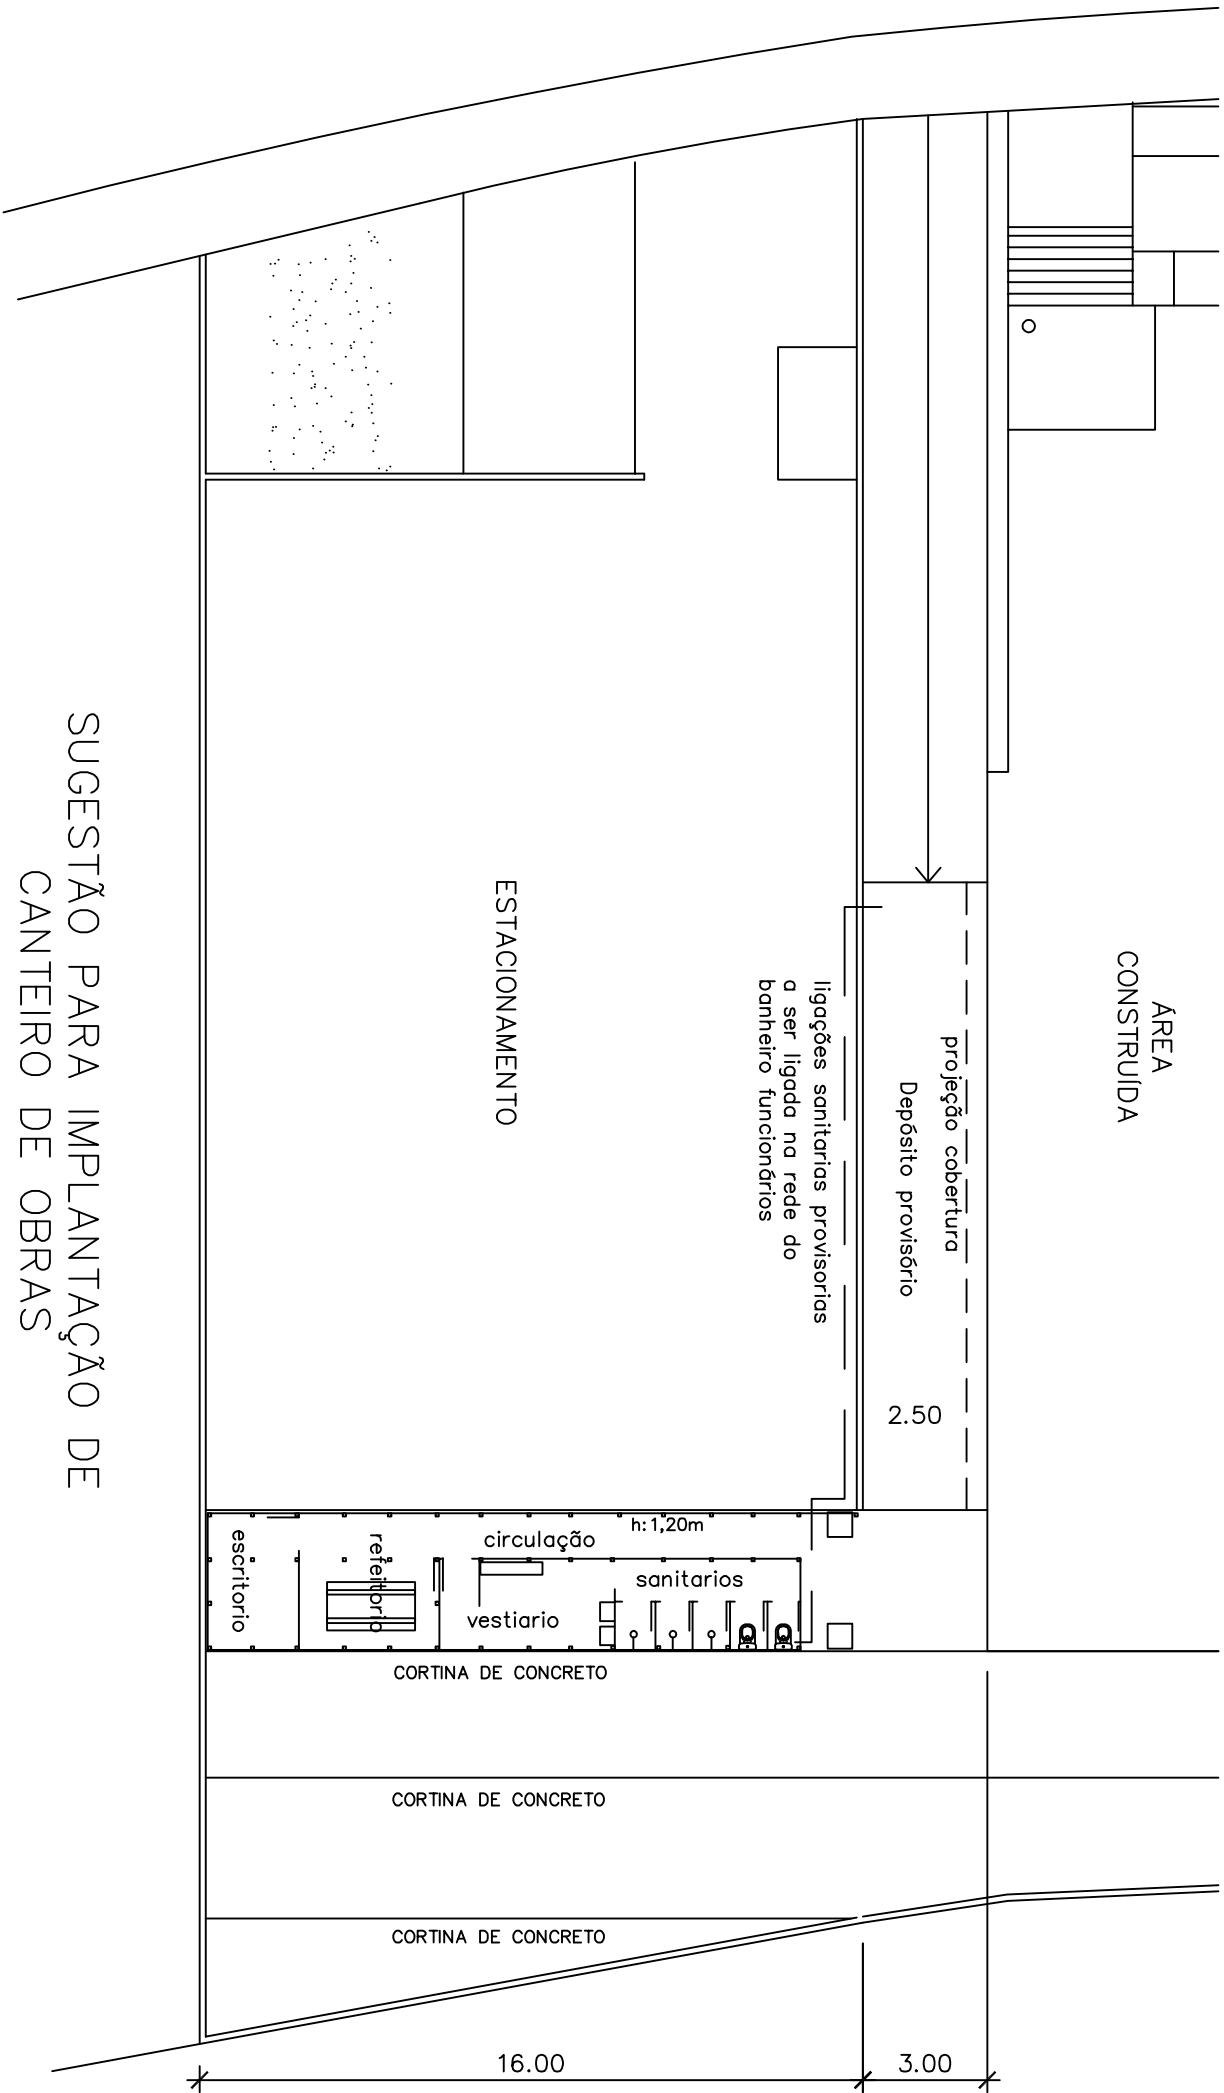 ÁREA
CONSTRUÍDA
projeção cobertura
Depósito provisório
2.50
ligações sanitarias provisorias
a ser ligada na rede do
banheiro funcionários
ESTACIONAMENTO
h:1,20m
circulação
sanitarios
vestiario
refeitorio
escritorio
CORTINA DE CONCRETO
CORTINA DE CONCRETO
CORTINA DE CONCRETO
16.00
3.00
SUGESTÃO PARA IMPLANTAÇÃO DE
CANTEIRO DE OBRAS